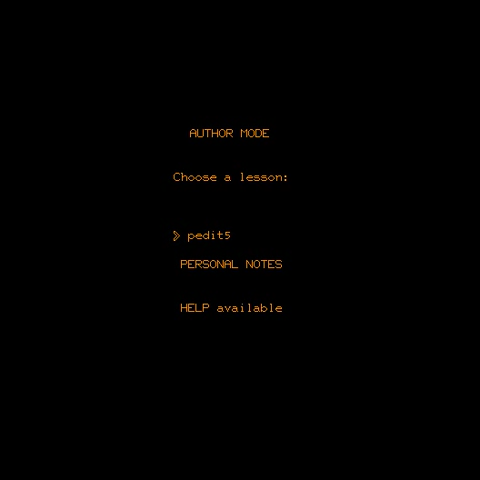 AUTHOR MODE
Choose a lesson:
> pedit5
PERSONAL NOTES
HELP available